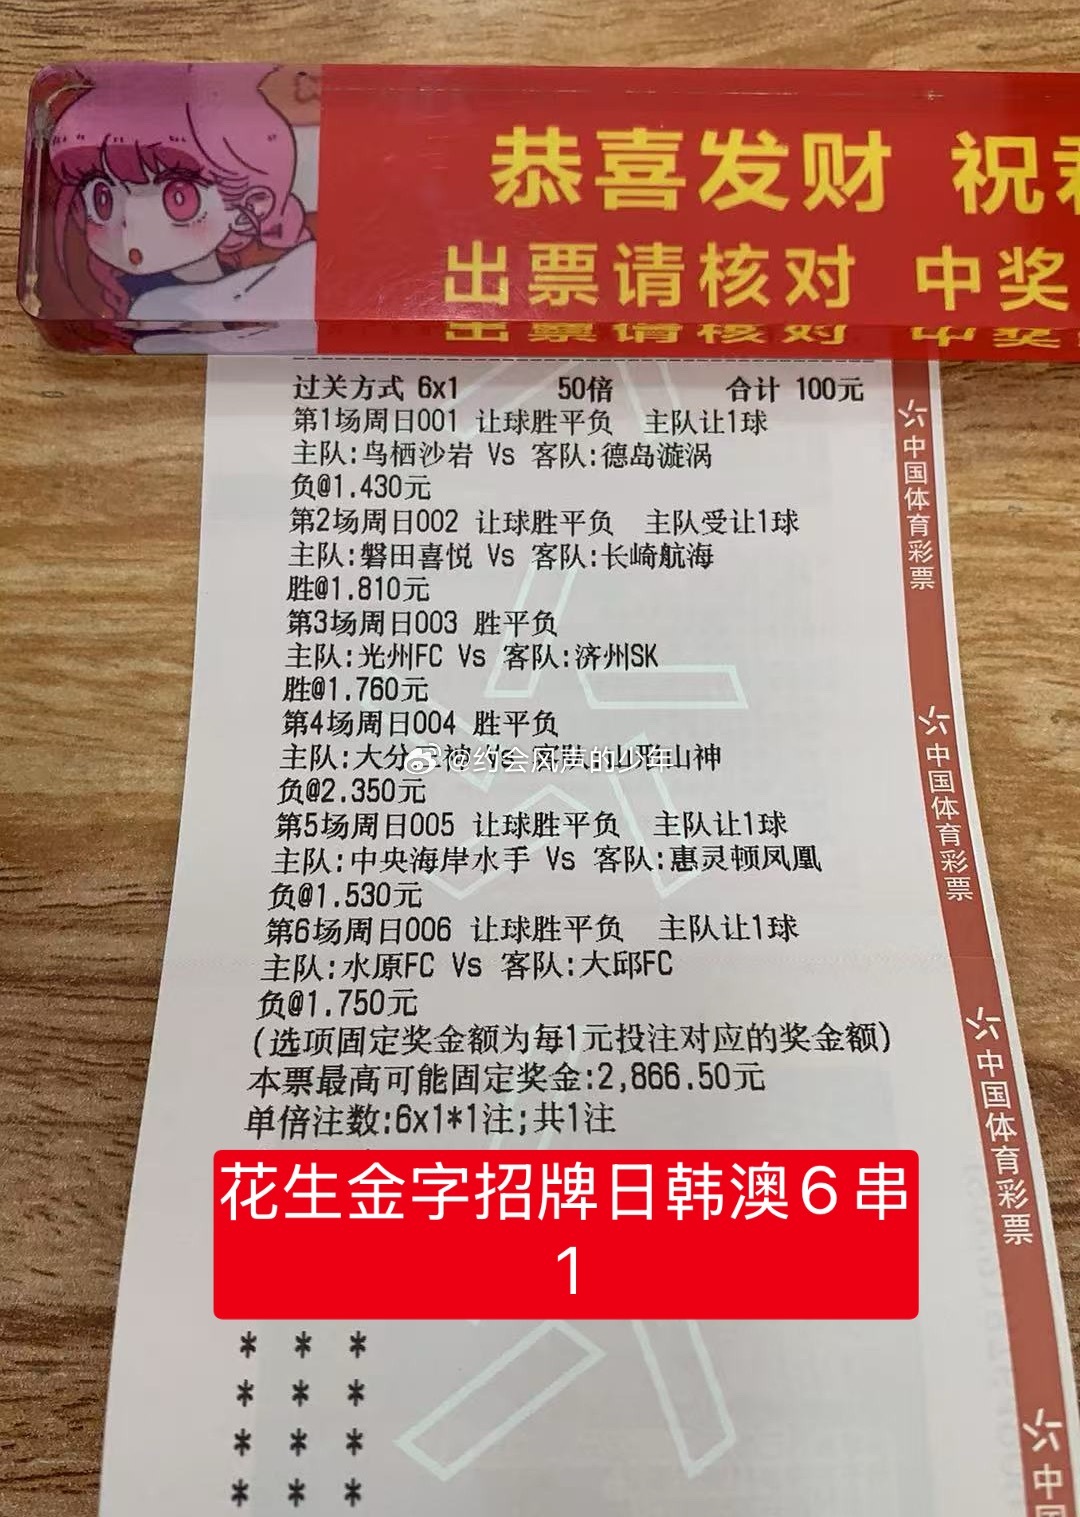 恭喜发财 祝
出票请核对 中奖
过关方式 6x1 50倍 合计 100元
第1场周日001 让球胜平负 主队让1球
主队:鸟栖沙岩 Vs 客队:德岛漩涡
负@1.430元
第2场周日002 让球胜平负 主队受让1球
主队:磐田喜悦 Vs 客队:长崎航海
胜@1.810元
第3场周日003 胜平负
主队:光州FC Vs 客队:济州SK
胜@1.760元
第4场周日004 胜平负
主队:大分三神 Vs 客队:山形山神
@约会风声的少年
负@2.350元
第5场周日005 让球胜平负 主队让1球
主队:中央海岸水手 Vs 客队:惠灵顿凤凰
负@1.530元
第6场周日006 让球胜平负 主队让1球
主队:水原FC Vs 客队:大邱FC
负@1.750元
(选项固定奖金额为每1元投注对应的奖金额)
本票最高可能固定奖金:2,866.50元
单倍注数:6x1*1注;共1注
花生金字招牌日韩澳6串
1
* * *
* * *
* * *
* * *
中国体育彩票
中国体育彩票
中国体育彩票
中国